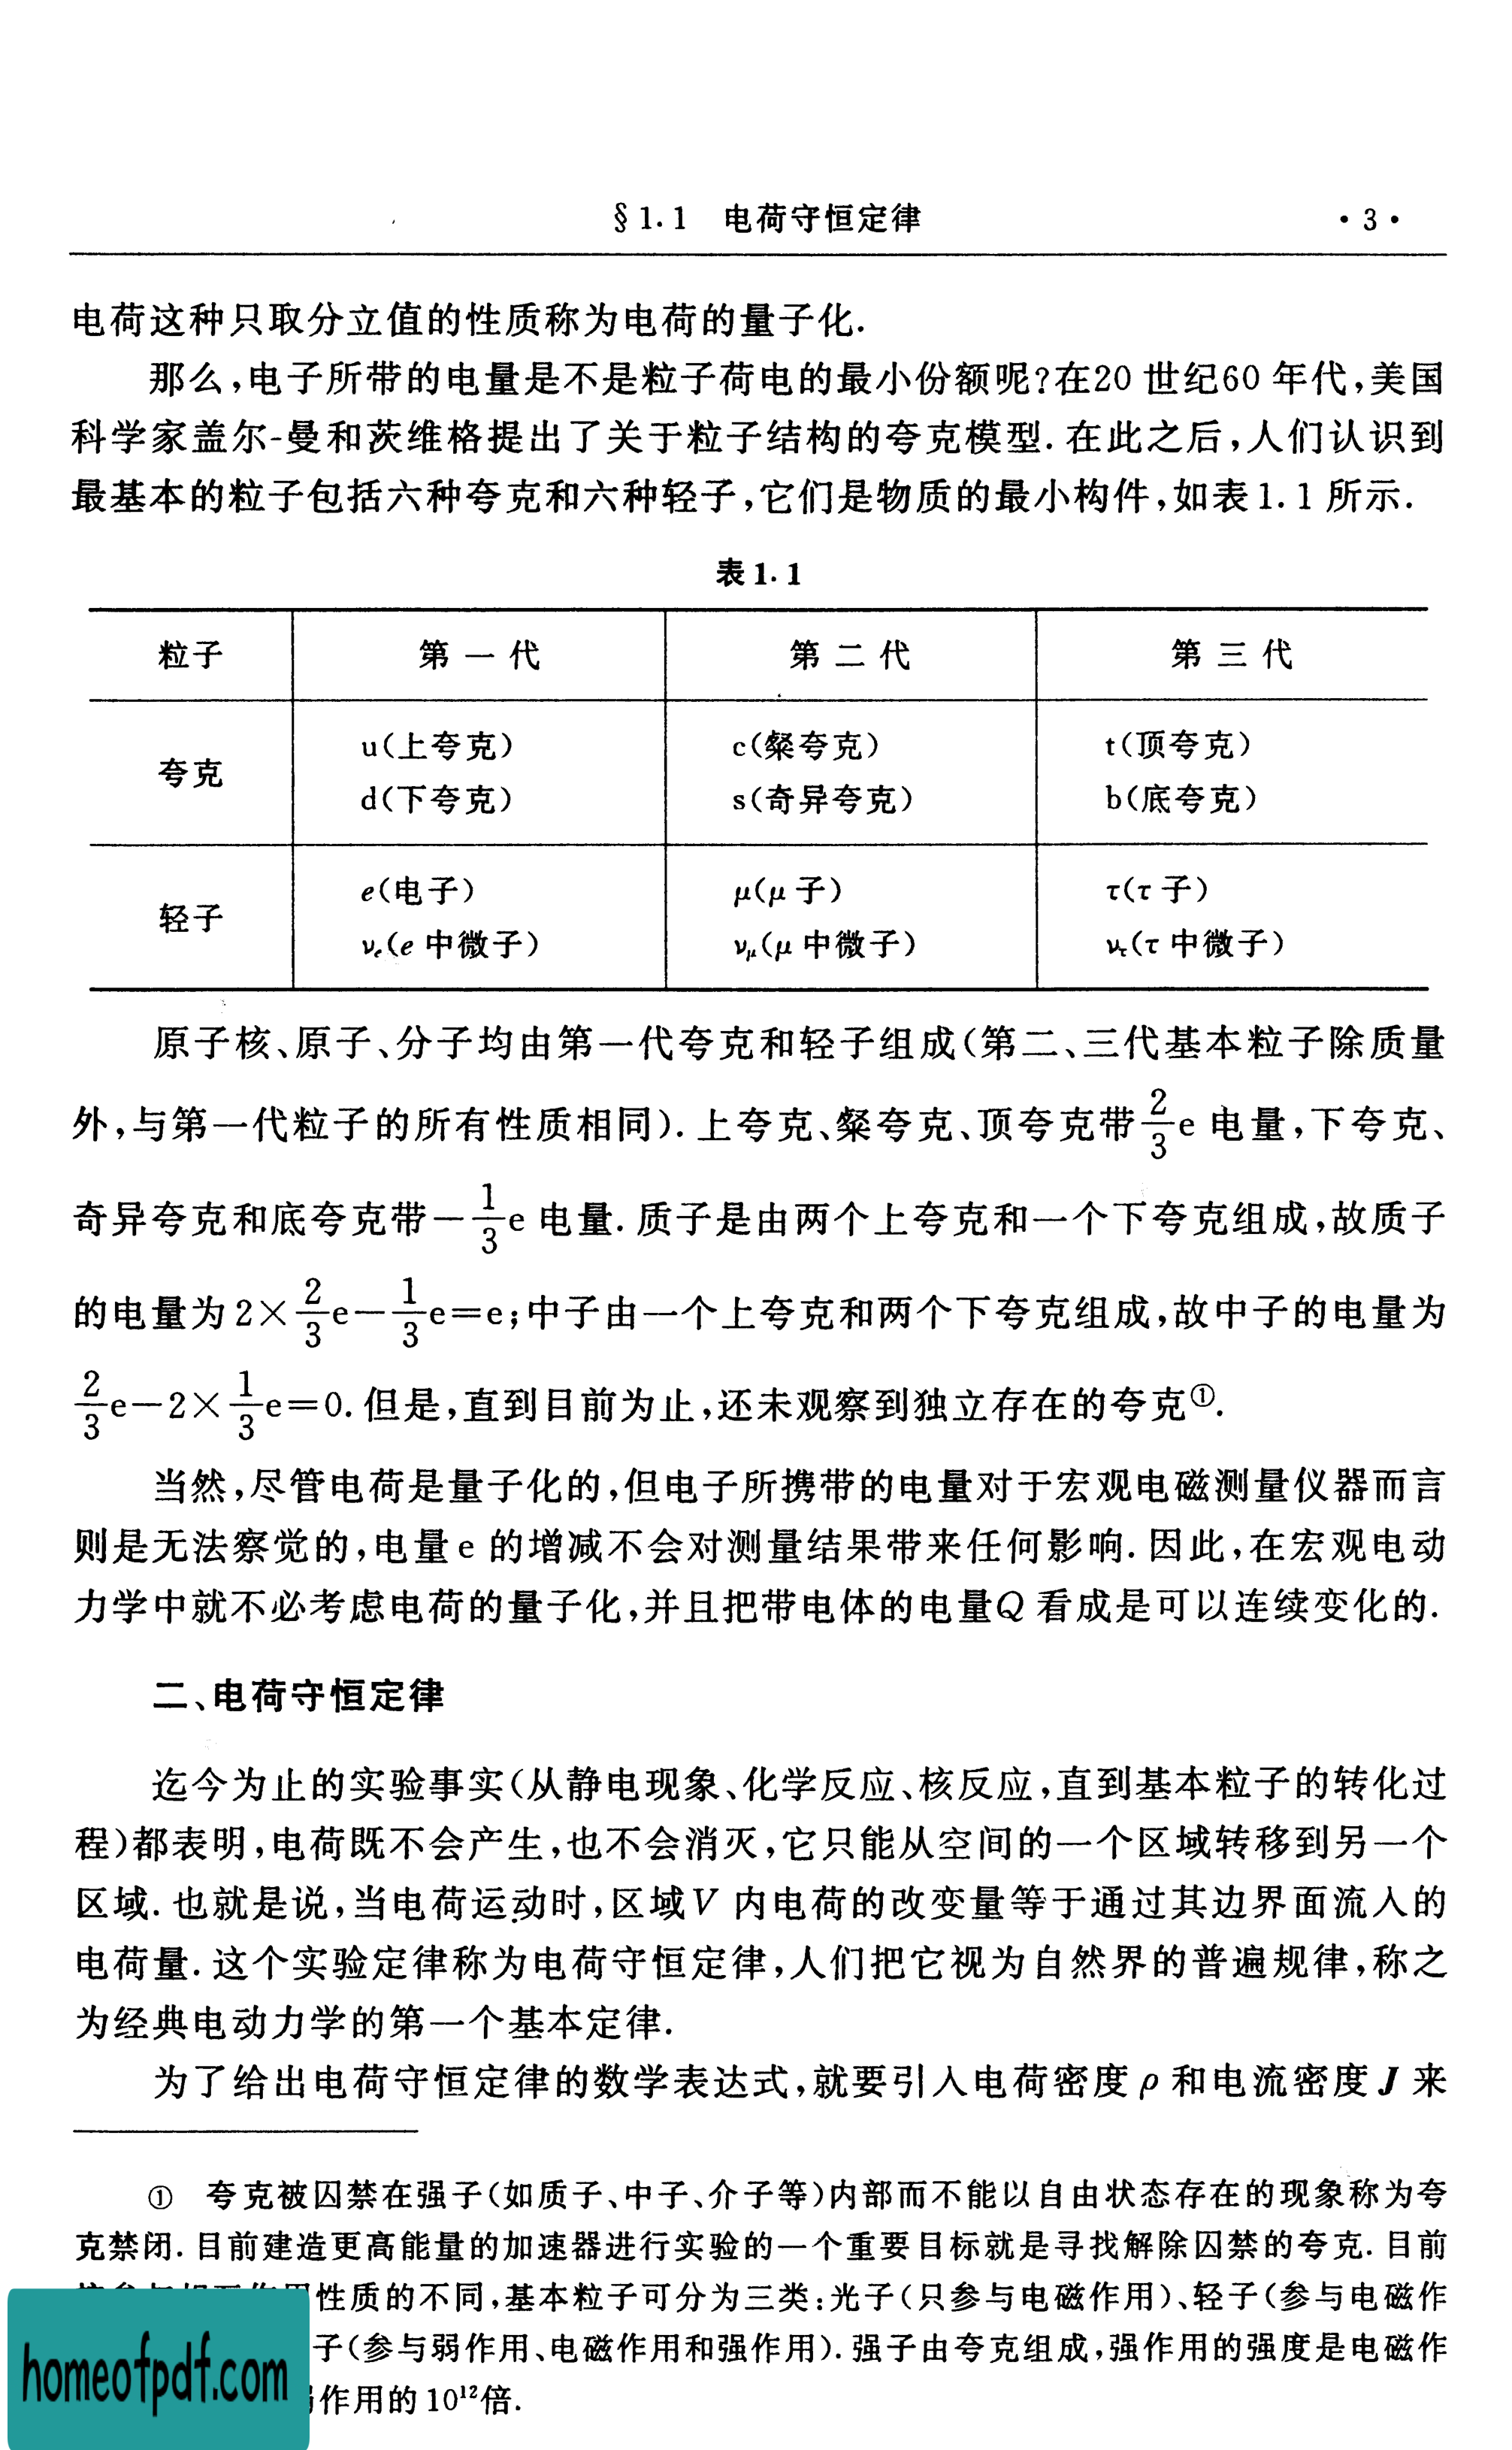 §1.1 电荷守恒定律 ·3·
电荷这种只取分立值的性质称为电荷的量子化.
那么,电子所带的电量是不是粒子荷电的最小份额呢?在20世纪60年代,美国
科学家盖尔-曼和茨维格提出了关于粒子结构的夸克模型.在此之后,人们认识到
最基本的粒子包括六种夸克和六种轻子,它们是物质的最小构件,如表1.1所示.
表1.1
粒子 第一代 第二代 第三代
夸克
u(上夸克) c(粲夸克) t(顶夸克)
d(下夸克) s(奇异夸克) b(底夸克)
轻子
e(电子) μ(μ子) τ(τ子)
νₑ(e中微子) ν_μ(μ中微子) ν_τ(τ中微子)
原子核、原子、分子均由第一代夸克和轻子组成(第二、三代基本粒子除质量
外,与第一代粒子的所有性质相同).上夸克、粲夸克、顶夸克带2/3e电量,下夸克、
奇异夸克和底夸克带-1/3e电量.质子是由两个上夸克和一个下夸克组成,故质子
的电量为2×2/3e-1/3e=e;中子由一个上夸克和两个下夸克组成,故中子的电量为
2/3e-2×1/3e=0.但是,直到目前为止,还未观察到独立存在的夸克①.
当然,尽管电荷是量子化的,但电子所携带的电量对于宏观电磁测量仪器而言
则是无法察觉的,电量e的增减不会对测量结果带来任何影响.因此,在宏观电动
力学中就不必考虑电荷的量子化,并且把带电体的电量Q看成是可以连续变化的.
二、电荷守恒定律
迄今为止的实验事实(从静电现象、化学反应、核反应,直到基本粒子的转化过
程)都表明,电荷既不会产生,也不会消灭,它只能从空间的一个区域转移到另一个
区域.也就是说,当电荷运动时,区域V内电荷的改变量等于通过其边界面流入的
电荷量.这个实验定律称为电荷守恒定律,人们把它视为自然界的普遍规律,称之
为经典电动力学的第一个基本定律.
为了给出电荷守恒定律的数学表达式,就要引入电荷密度ρ和电流密度J来
① 夸克被囚禁在强子(如质子、中子、介子等)内部而不能以自由状态存在的现象称为夸
克禁闭.目前建造更高能量的加速器进行实验的一个重要目标就是寻找解除囚禁的夸克.目前
性质的不同,基本粒子可分为三类:光子(只参与电磁作用)、轻子(参与电磁作
子(参与弱作用、电磁作用和强作用).强子由夸克组成,强作用的强度是电磁作
作用的10¹²倍.
homeofpdf.com